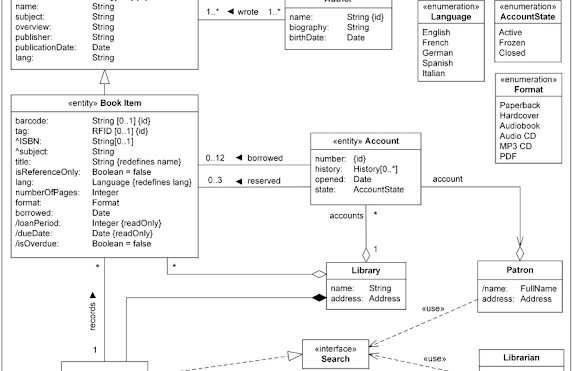 name: String
subject: String
overview: String
publisher: String
publicationDate: Date
lang: String
1..* ◄ wrote 1..*
Author
name: String {id}
biography: String
birthDate: Date
«enumeration»
Language
English
French
German
Spanish
Italian
«enumeration»
AccountState
Active
Frozen
Closed
«enumeration»
Format
Paperback
Hardcover
Audiobook
Audio CD
MP3 CD
PDF
«entity» Book Item
barcode: String [0..1] {id}
tag: RFID [0..1] {id}
^ISBN: String[0..1]
^subject: String
title: String {redefines name}
isReferenceOnly: Boolean = false
lang: Language {redefines lang}
numberOfPages: Integer
format: Format
borrowed: Date
/loanPeriod: Integer {readOnly}
/dueDate: Date {readOnly}
/isOverdue: Boolean = false
0..12 ◄ borrowed
0..3 ◄ reserved
«entity» Account
number: {id}
history: History[0..*]
opened: Date
state: AccountState
account
accounts *
1
* *
Library
name: String
address: Address
Patron
/name: FullName
address: Address
records ►
1
«use»
«interface»
Search
«use»
Librarian